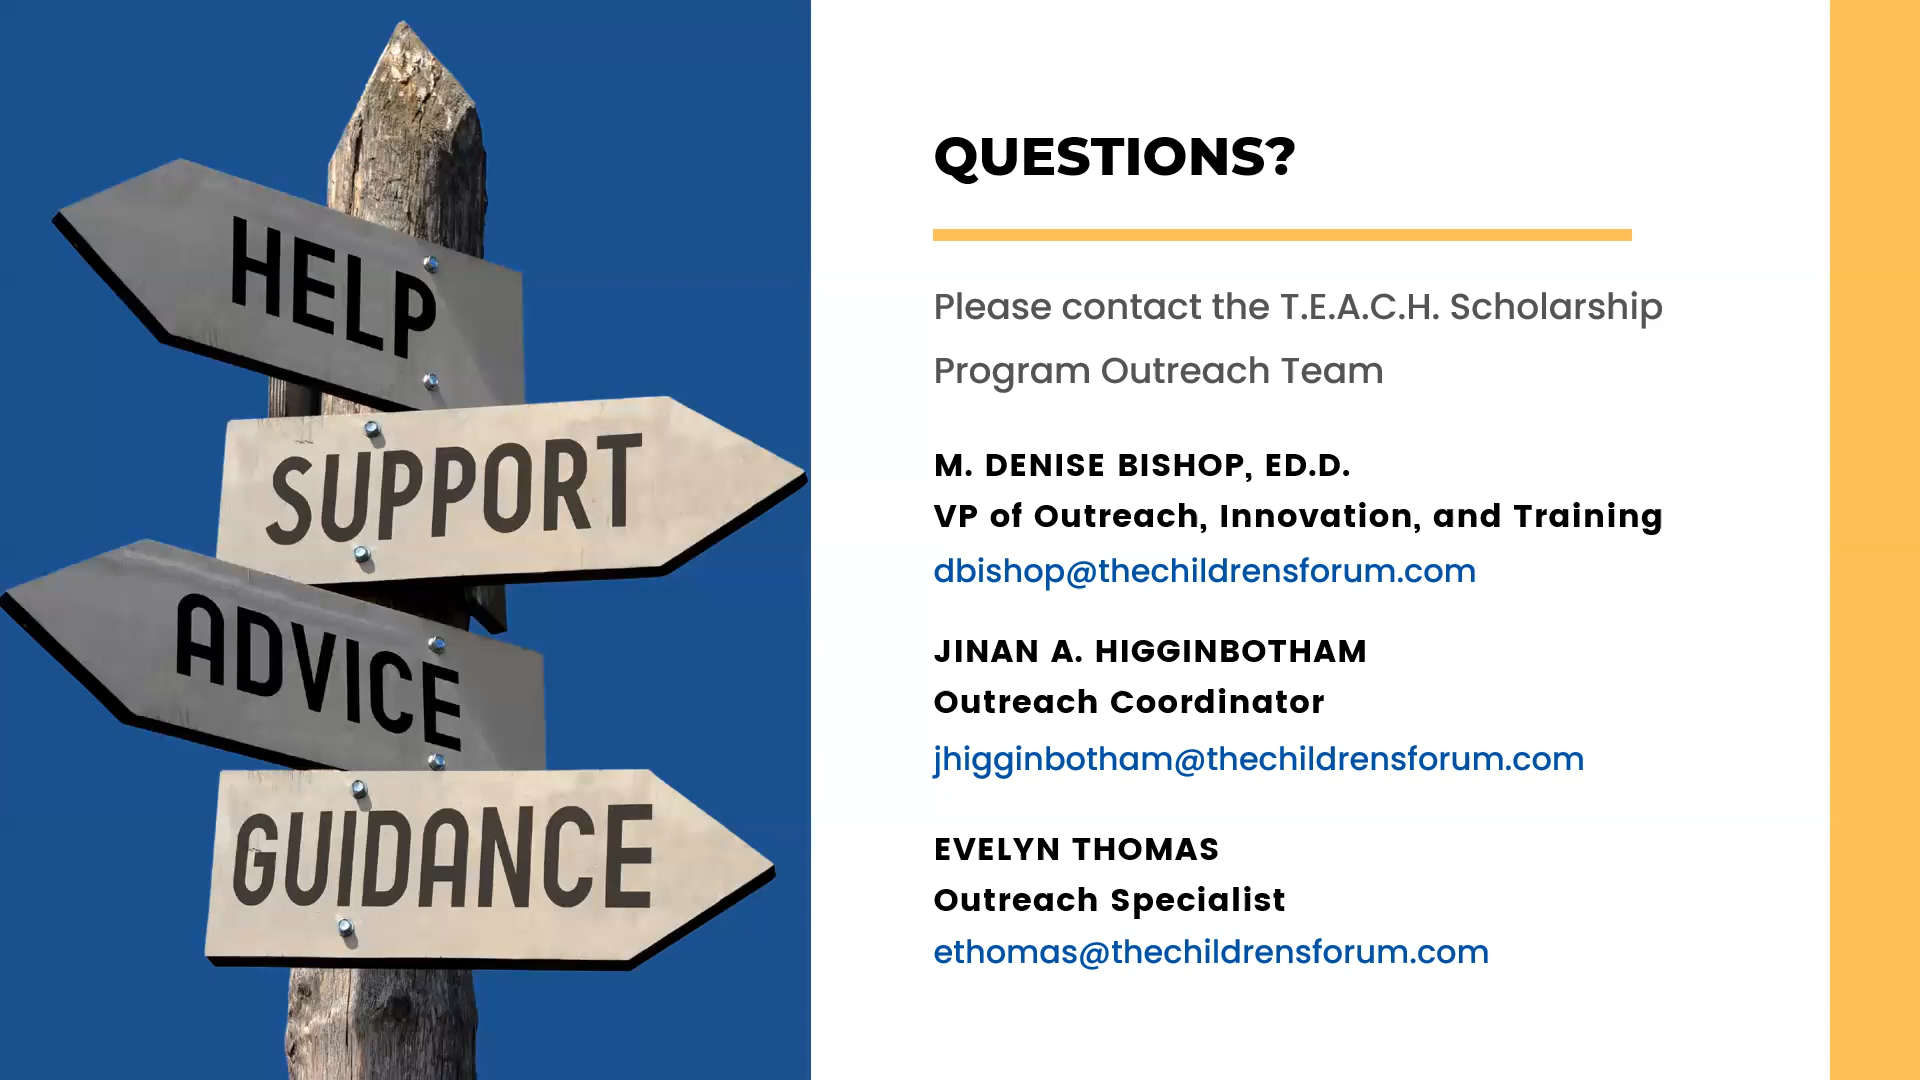 HELP
SUPPORT
ADVICE
GUIDANCE
QUESTIONS?
Please contact the T.E.A.C.H. Scholarship
Program Outreach Team
M. DENISE BISHOP, ED.D.
VP of Outreach, Innovation, and Training
dbishop@thechildrensforum.com
JINAN A. HIGGINBOTHAM
Outreach Coordinator
jhigginbotham@thechildrensforum.com
EVELYN THOMAS
Outreach Specialist
ethomas@thechildrensforum.com